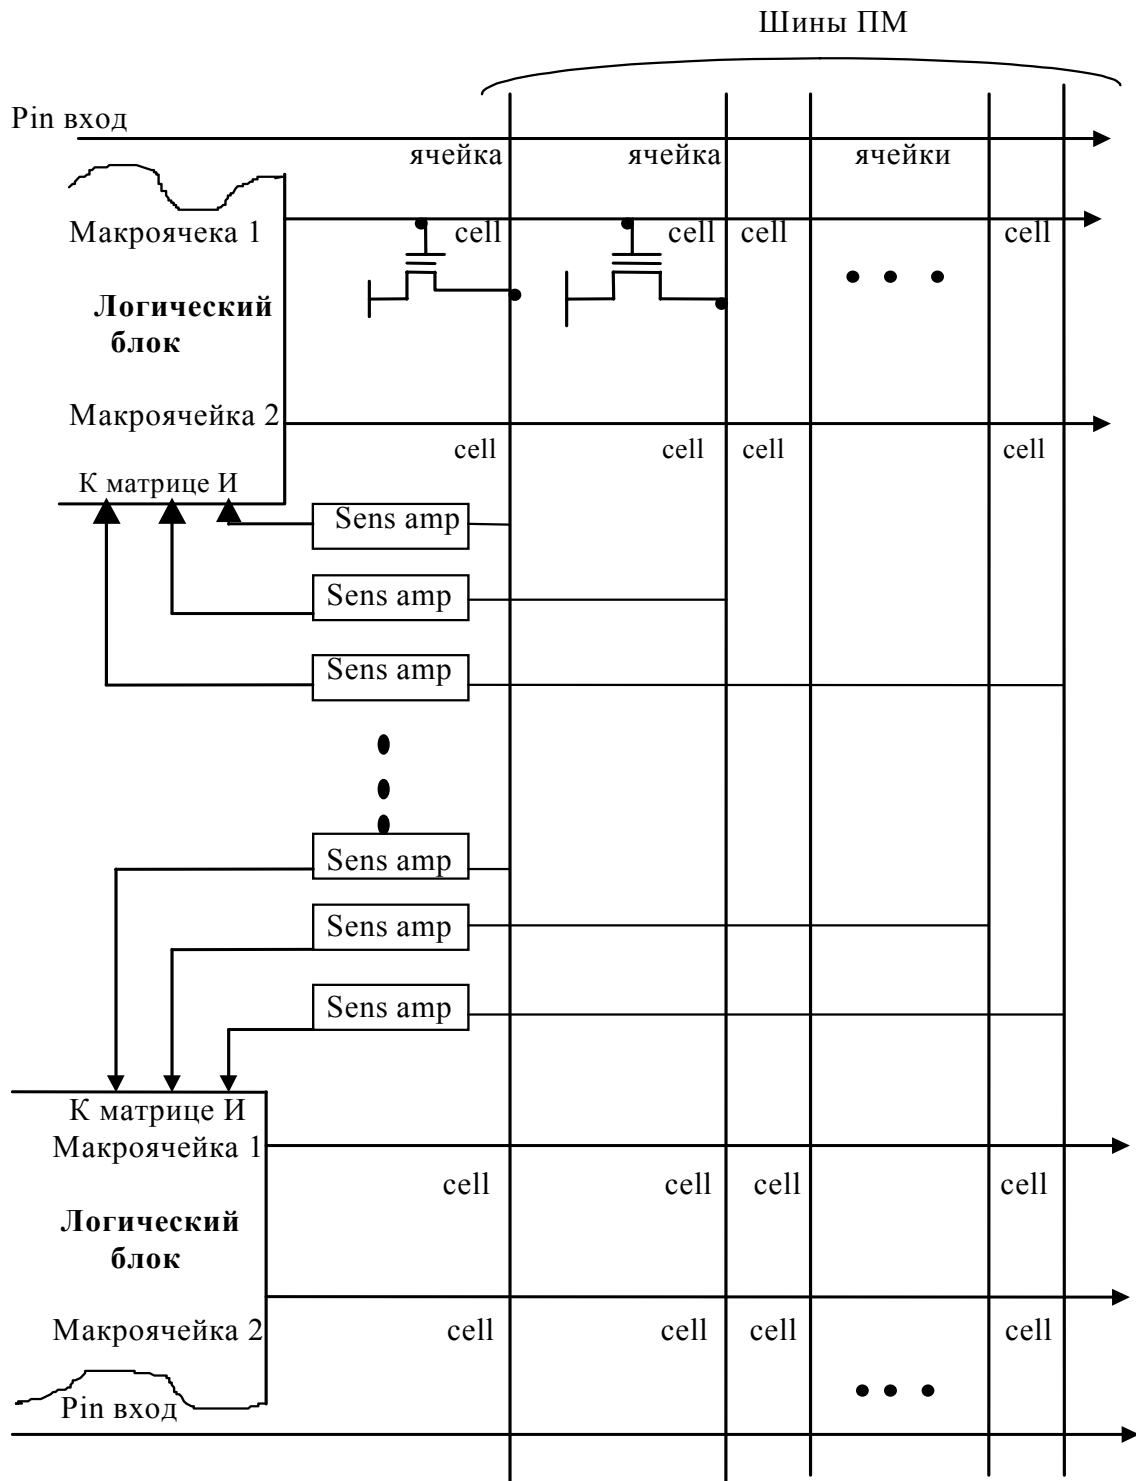 Шины ПМ
Pin вход
ячейка ячейка ячейки
Макроячека 1 cell cell cell cell
Логический
блок
Макроячейка 2
cell cell cell cell
К матрице И
Sens amp
Sens amp
Sens amp
Sens amp
Sens amp
Sens amp
К матрице И
Макроячейка 1
cell cell cell cell
Логический
блок
Макроячейка 2 cell cell cell cell
Pin вход